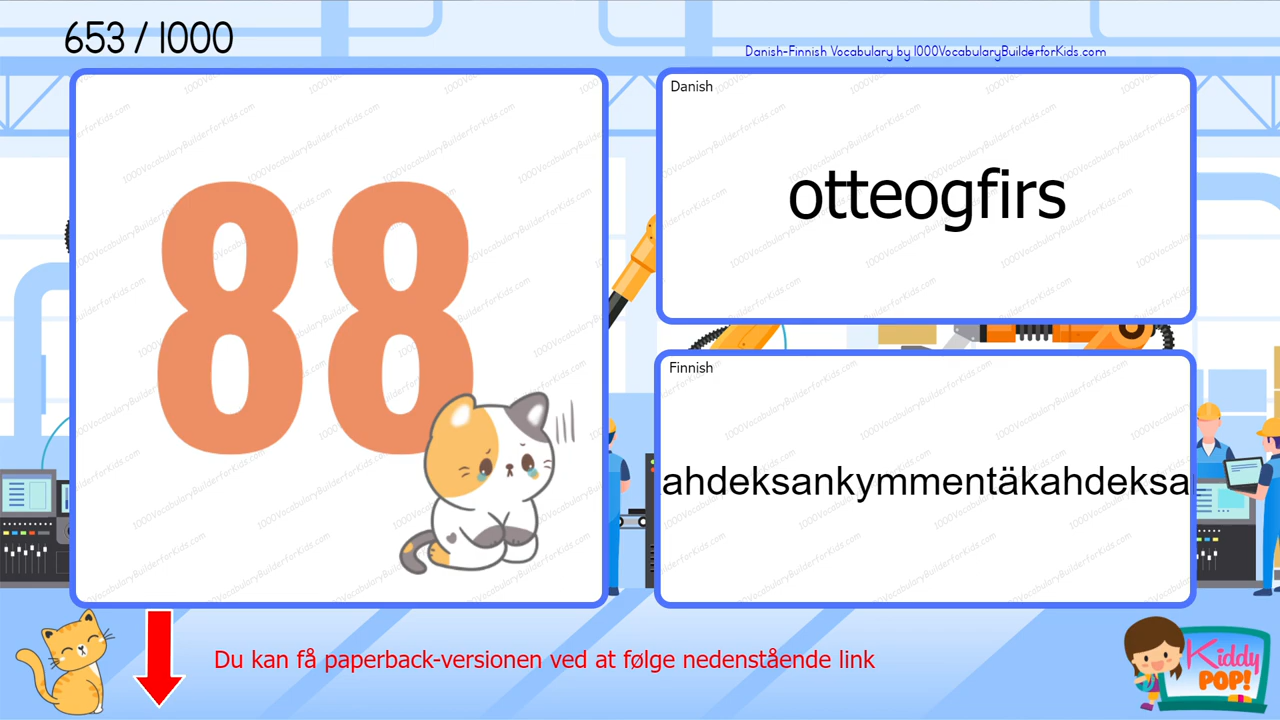 653 / 1000
Danish-Finnish Vocabulary by 1000VocabularyBuilderforKids.com
88
Danish
otteogfirs
Finnish
ahdeksankymmentäkahdeksa
Du kan få paperback-versionen ved at følge nedenstående link
Kiddy
POP!